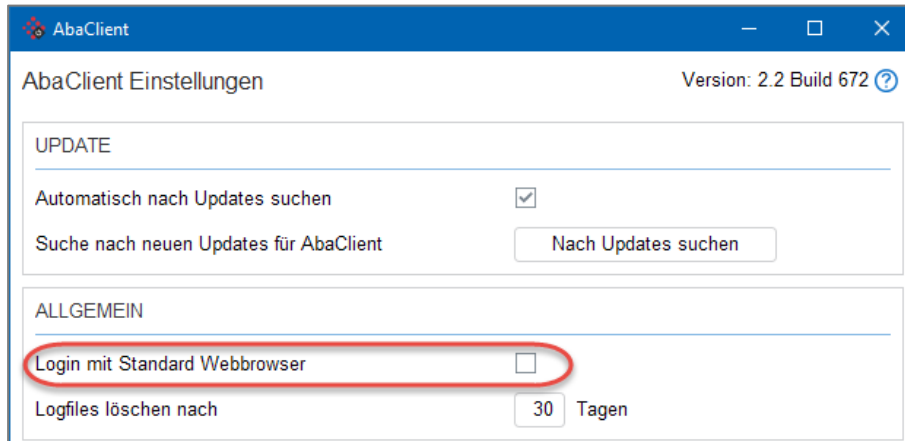 AbaClient
AbaClient Einstellungen
Version: 2.2 Build 672 ?
UPDATE
Automatisch nach Updates suchen
Suche nach neuen Updates für AbaClient Nach Updates suchen
ALLGEMEIN
Login mit Standard Webbrowser
Logfiles löschen nach 30 Tagen